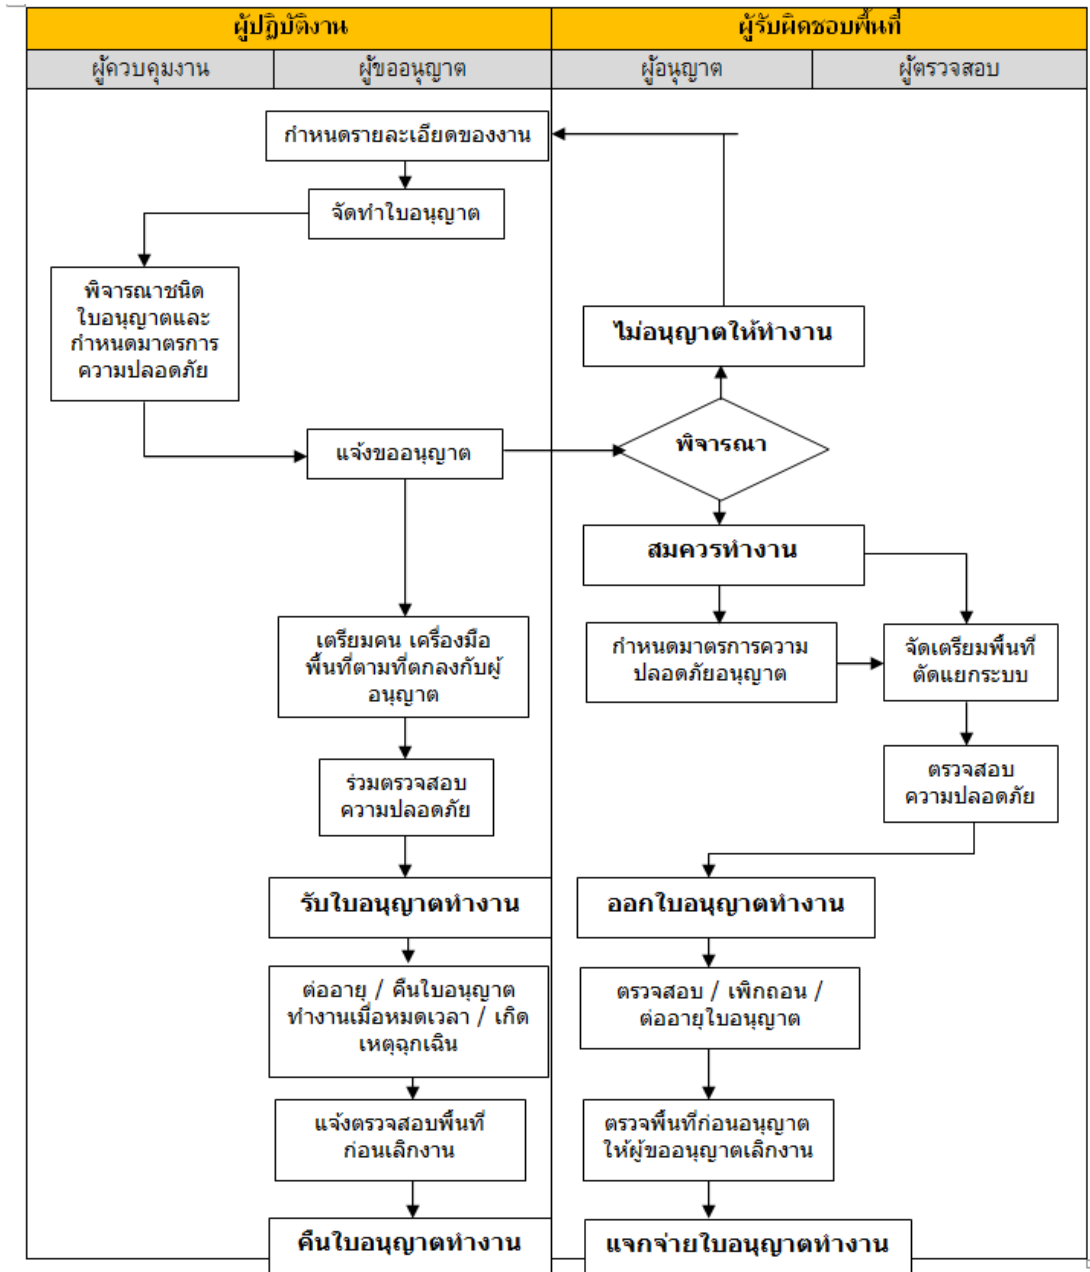 ผู้ปฏิบัติงาน
ผู้รับผิดชอบพื้นที่
ผู้ควบคุมงาน
ผู้ขออนุญาต
ผู้อนุญาต
ผู้ตรวจสอบ
กำหนดรายละเอียดของงาน
จัดทำใบอนุญาต
พิจารณาชนิด
ใบอนุญาตและ
กำหนดมาตรการ
ความปลอดภัย
ไม่อนุญาตให้ทำงาน
แจ้งขออนุญาต
พิจารณา
สมควรทำงาน
เตรียมคน เครื่องมือ
พื้นที่ตามที่ตกลงกับผู้
อนุญาต
กำหนดมาตรการความ
ปลอดภัยอนุญาต
จัดเตรียมพื้นที่
ตัดแยกระบบ
ร่วมตรวจสอบ
ความปลอดภัย
ตรวจสอบ
ความปลอดภัย
รับใบอนุญาตทำงาน
ออกใบอนุญาตทำงาน
ต่ออายุ / คืนใบอนุญาต
ทำงานเมื่อหมดเวลา / เกิด
เหตุฉุกเฉิน
ตรวจสอบ / เพิกถอน /
ต่ออายุใบอนุญาต
แจ้งตรวจสอบพื้นที่
ก่อนเลิกงาน
ตรวจพื้นที่ก่อนอนุญาต
ให้ผู้ขออนุญาตเลิกงาน
คืนใบอนุญาตทำงาน
แจกจ่ายใบอนุญาตทำงาน